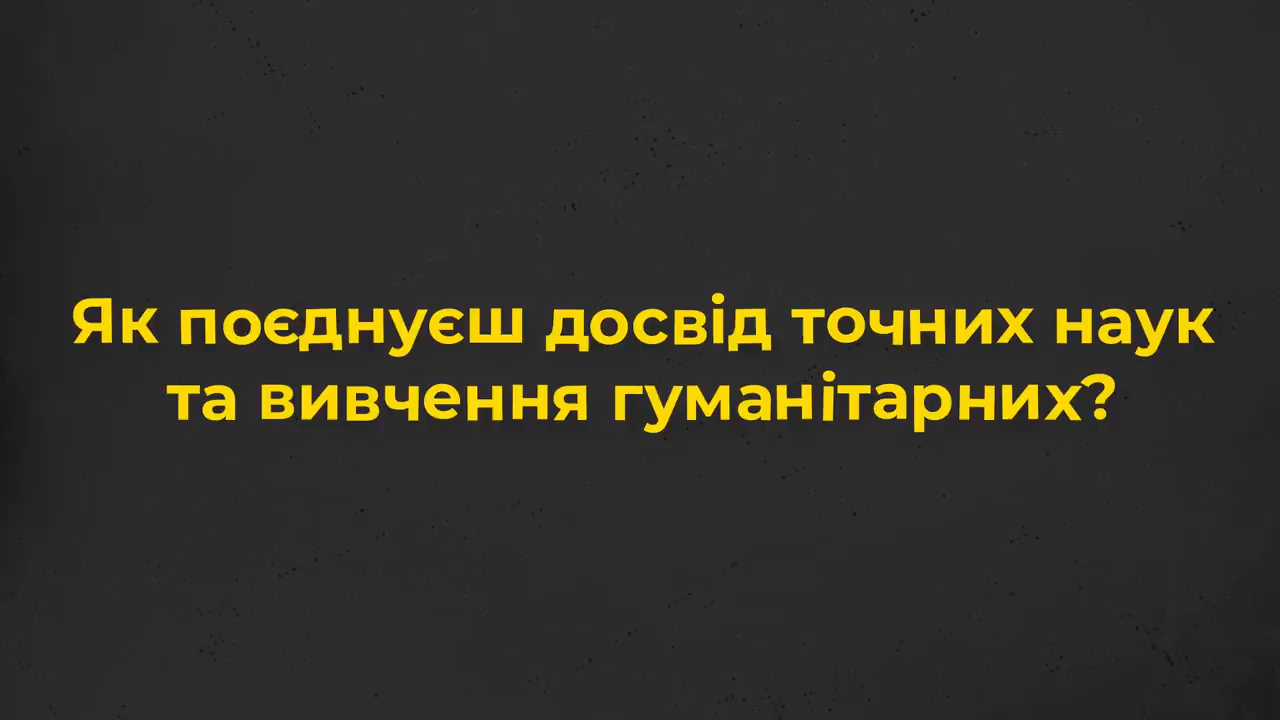 Як поєднуєш досвід точних наук
та вивчення гуманітарних?